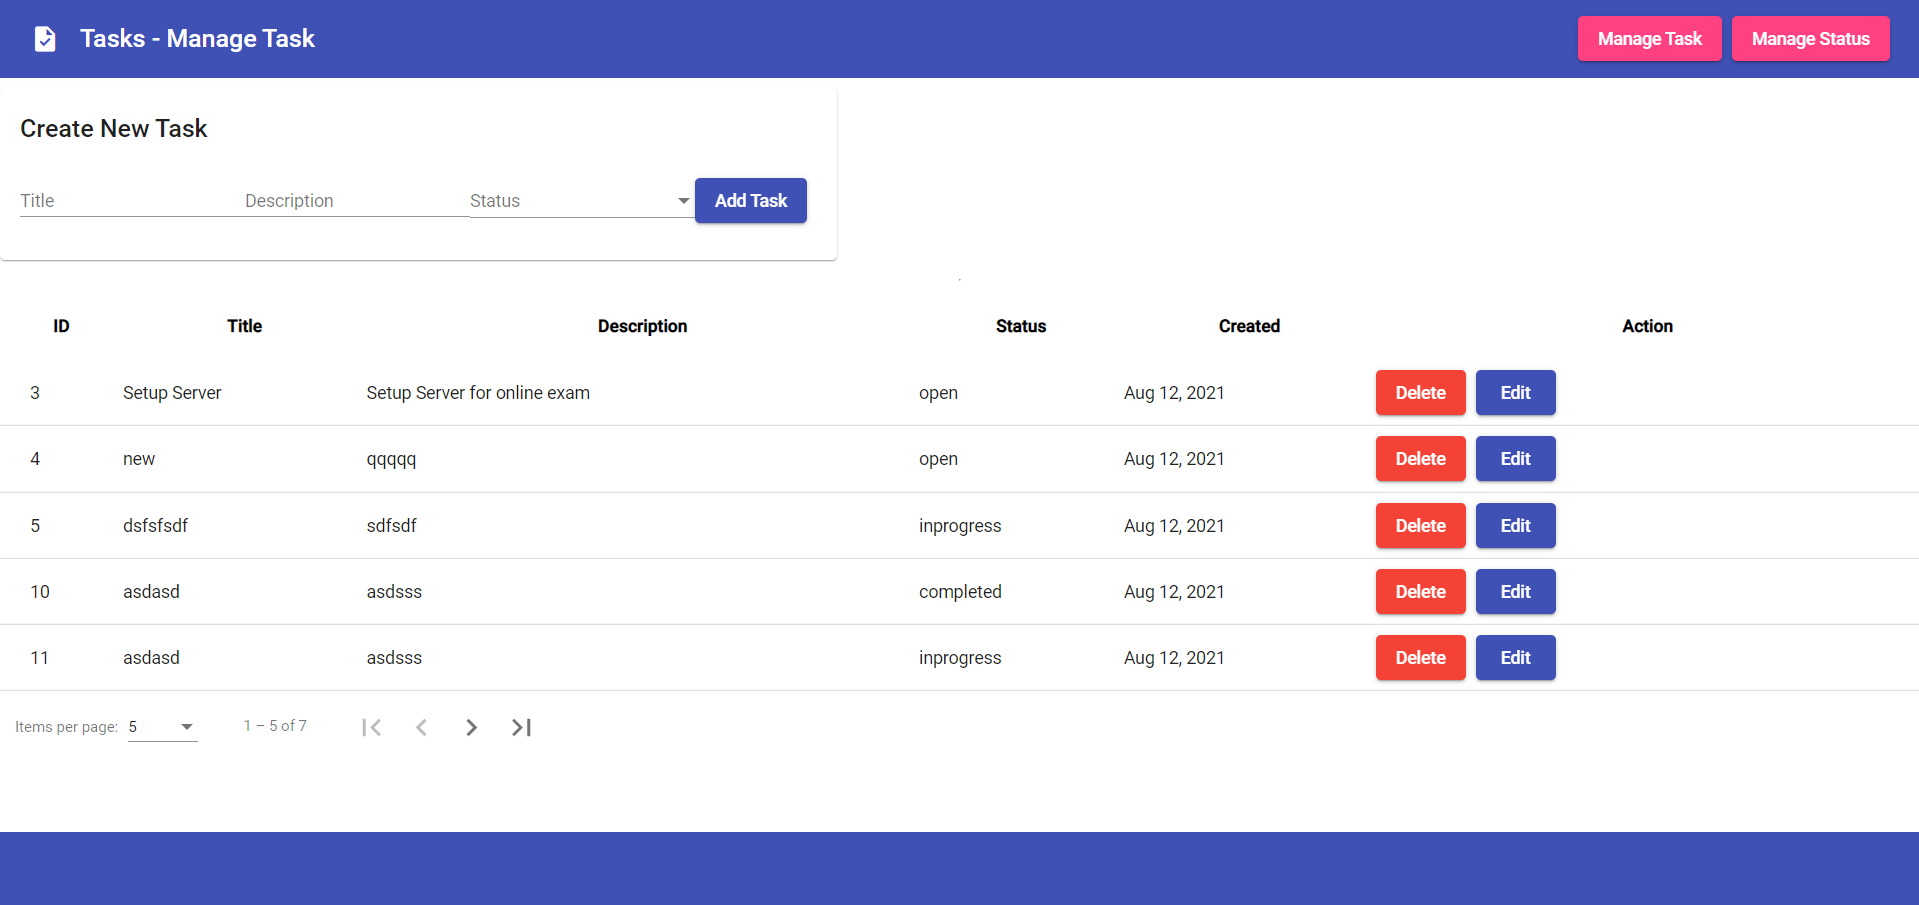 Tasks - Manage Task Manage Task Manage Status
Create New Task
Title Description Status Add Task
ID Title Description Status Created Action
3 Setup Server Setup Server for online exam open Aug 12, 2021 Delete Edit
4 new qqqqq open Aug 12, 2021 Delete Edit
5 dsfsfsdf sdfsdf inprogress Aug 12, 2021 Delete Edit
10 asdasd asdsss completed Aug 12, 2021 Delete Edit
11 asdasd asdsss inprogress Aug 12, 2021 Delete Edit
Items per page: 5 1 – 5 of 7